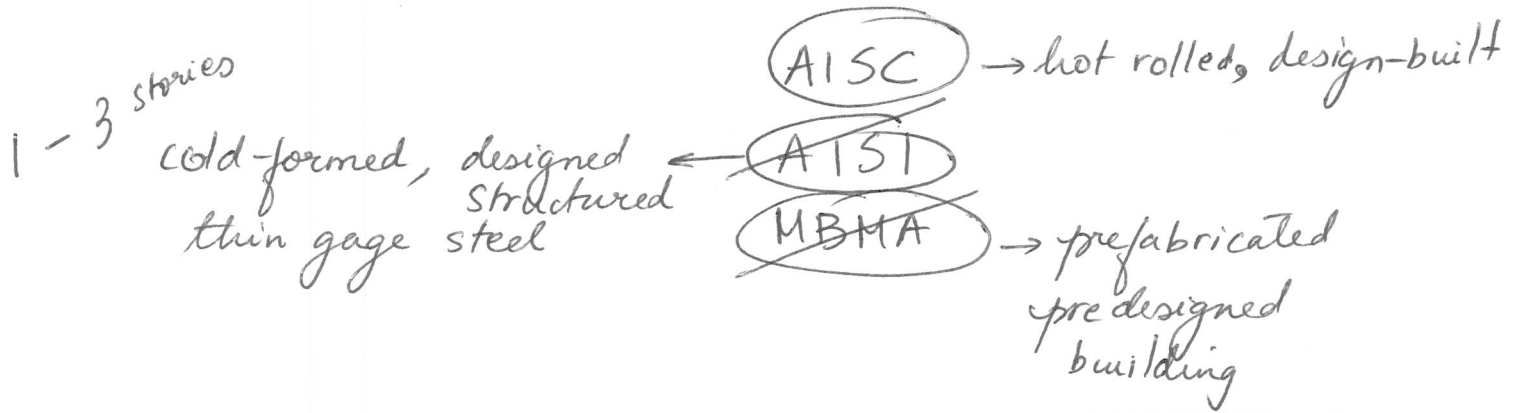 AISC → hot rolled, design-built
1 - 3 stories
cold-formed, designed ← AISI
structured
thin gage steel
MBMA → prefabricated
predesigned
building